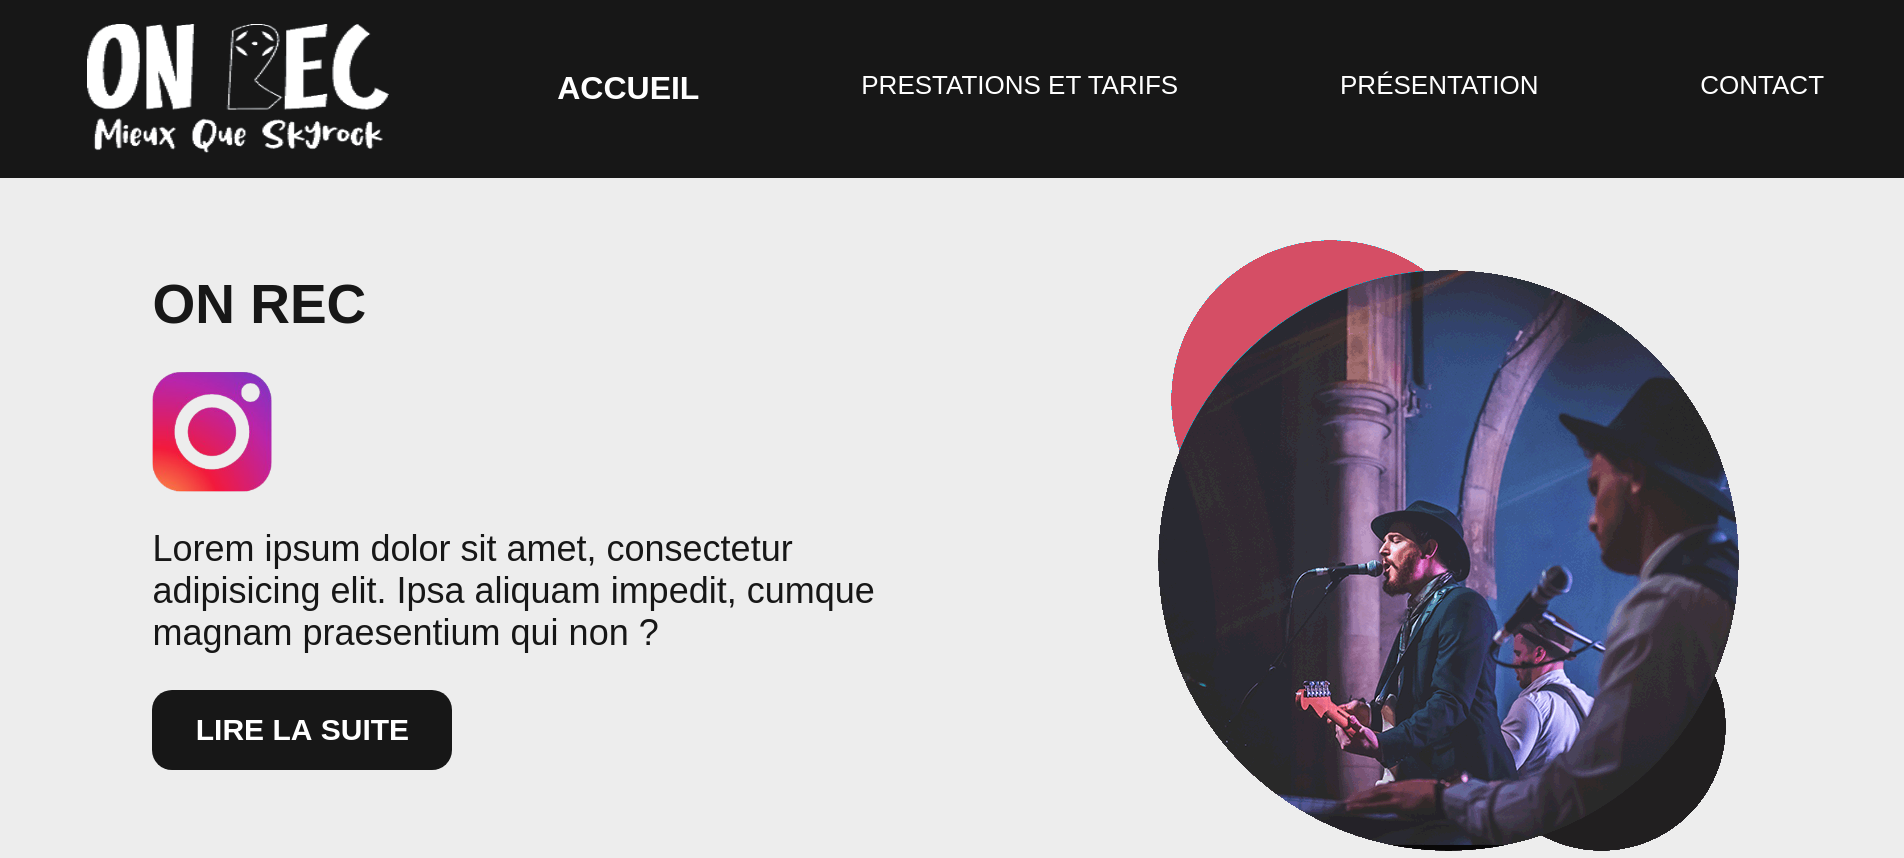 ON REC
Mieux Que Skyrock
ACCUEIL
PRESTATIONS ET TARIFS
PRÉSENTATION
CONTACT
ON REC
Lorem ipsum dolor sit amet, consectetur
adipisicing elit. Ipsa aliquam impedit, cumque
magnam praesentium qui non ?
LIRE LA SUITE